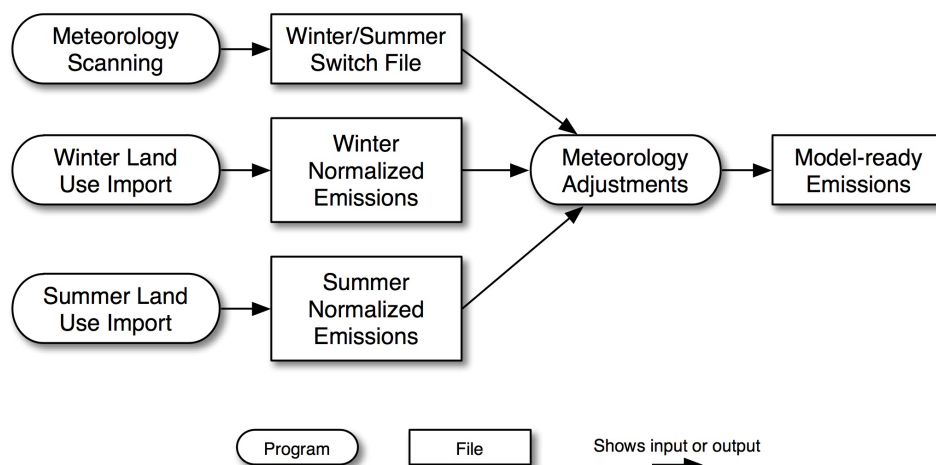 Meteorology
Scanning
Winter/Summer
Switch File
Winter Land
Use Import
Winter
Normalized
Emissions
Meteorology
Adjustments
Model-ready
Emissions
Summer Land
Use Import
Summer
Normalized
Emissions
Program
File
Shows input or output